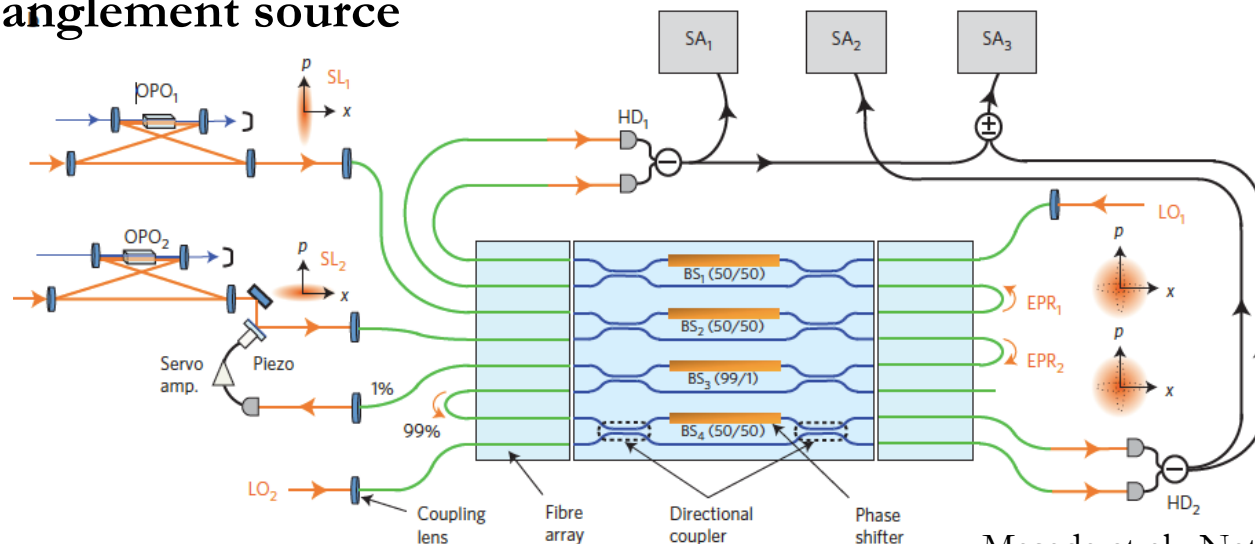 anglement source
SA₁
SA₂
SA₃
OPO₁
p
SL₁
x
HD₁
−
±
LO₁
OPO₂
p
SL₂
x
BS₁ (50/50)
p
x
EPR₁
BS₂ (50/50)
Servo
amp.
Piezo
p
x
EPR₂
1%
BS₃ (99/1)
99%
BS₄ (50/50)
−
HD₂
LO₂
Coupling
lens
Fibre
array
Directional
coupler
Phase
shifter